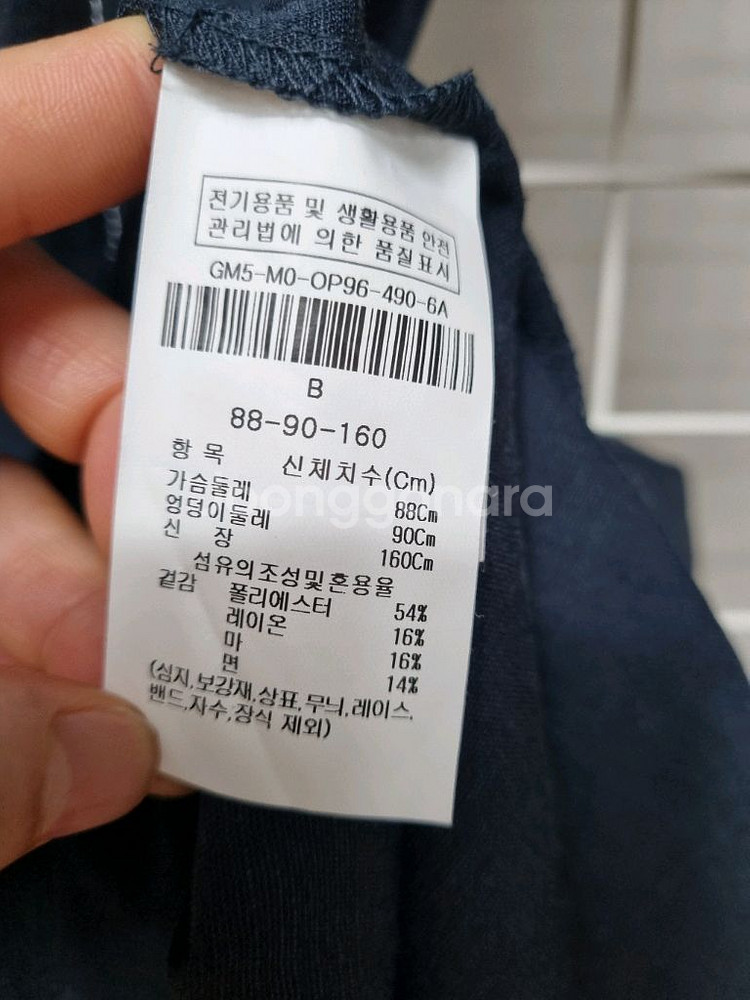 전기용품 및 생활용품 안전
관리법에 의한 품질표시
GM5-M0-OP96-490-6A
B
88-90-160
항 목 신체치수(Cm)
가슴둘레 88Cm
엉덩이둘레 90Cm
신 장 160Cm
섬유의조성및혼용율
겉감 폴리에스터 54%
레이온 16%
마 16%
면 14%
(심지,보강재,상표,무늬,레이스,
밴드,자수,장식 제외)